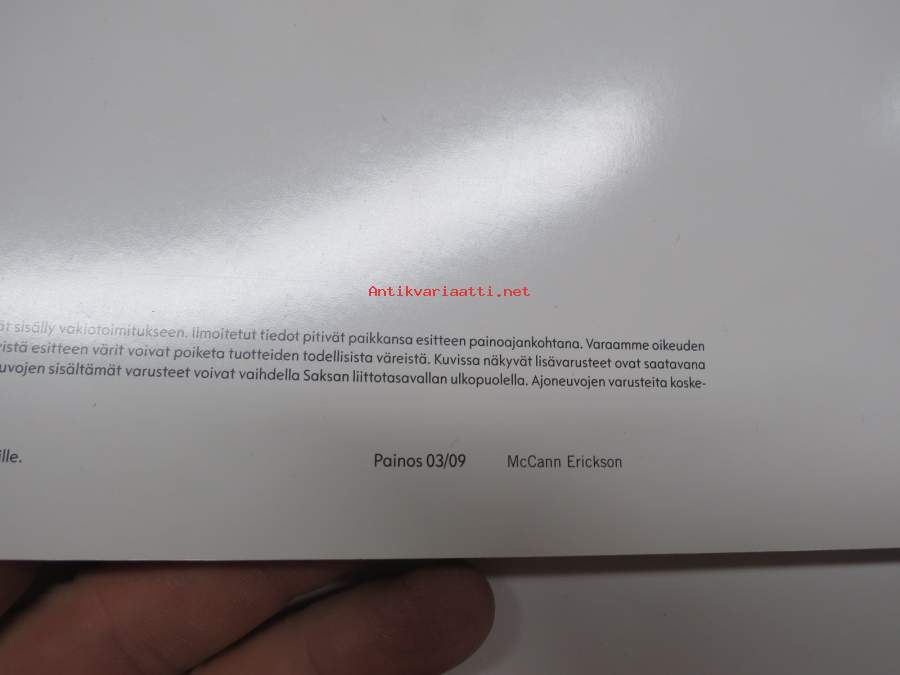 Antikvariaatti.net
ät sisälly vakiotoimitukseen. Ilmoitetut tiedot pitivät paikkansa esitteen painoajankohtana. Varaamme oikeuden
istä esitteen värit voivat poiketa tuotteiden todellisista väreistä. Kuvissa näkyvät lisävarusteet ovat saatavana
uvojen sisältämät varusteet voivat vaihdella Saksan liittotasavallan ulkopuolella. Ajoneuvojen varusteita koske-
ille.
Painos 03/09
McCann Erickson